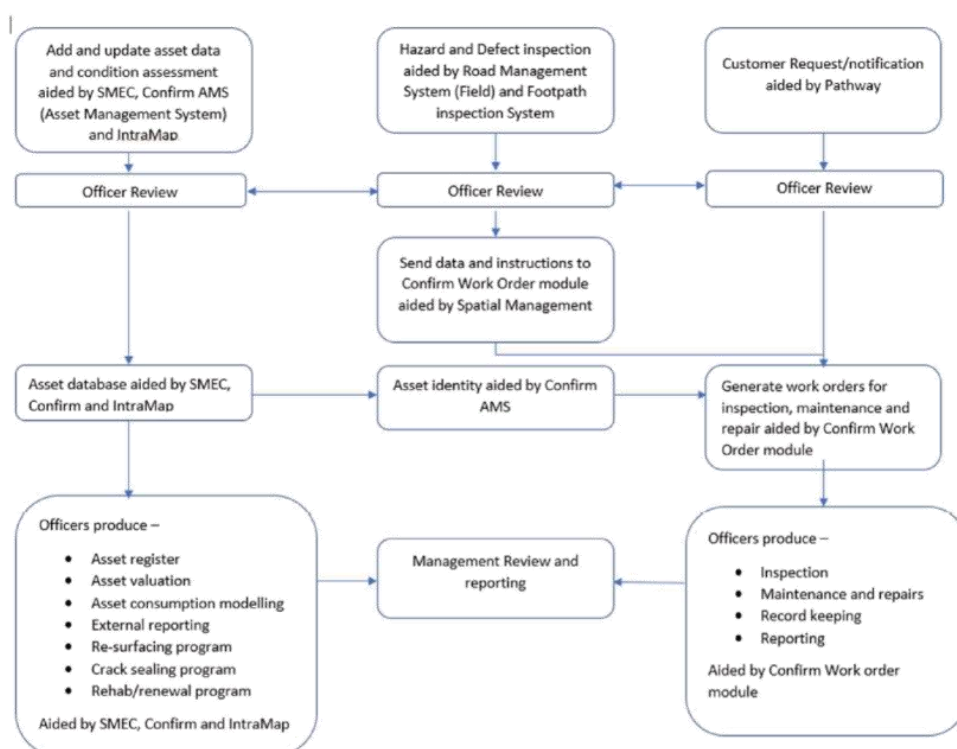 Add and update asset data
and condition assessment
aided by SMEC, Confirm AMS
(Asset Management System)
and IntraMap
Hazard and Defect inspection
aided by Road Management
System (Field) and Footpath
inspection System
Customer Request/notification
aided by Pathway
Officer Review
Officer Review
Officer Review
Send data and instructions to
Confirm Work Order module
aided by Spatial Management
Asset database aided by SMEC,
Confirm and IntraMap
Asset identity aided by Confirm
AMS
Generate work orders for
inspection, maintenance and
repair aided by Confirm Work
Order module
Officers produce –
• Asset register
• Asset valuation
• Asset consumption modelling
• External reporting
• Re-surfacing program
• Crack sealing program
• Rehab/renewal program
Aided by SMEC, Confirm and IntraMap
Management Review and
reporting
Officers produce –
• Inspection
• Maintenance and repairs
• Record keeping
• Reporting
Aided by Confirm Work order
module